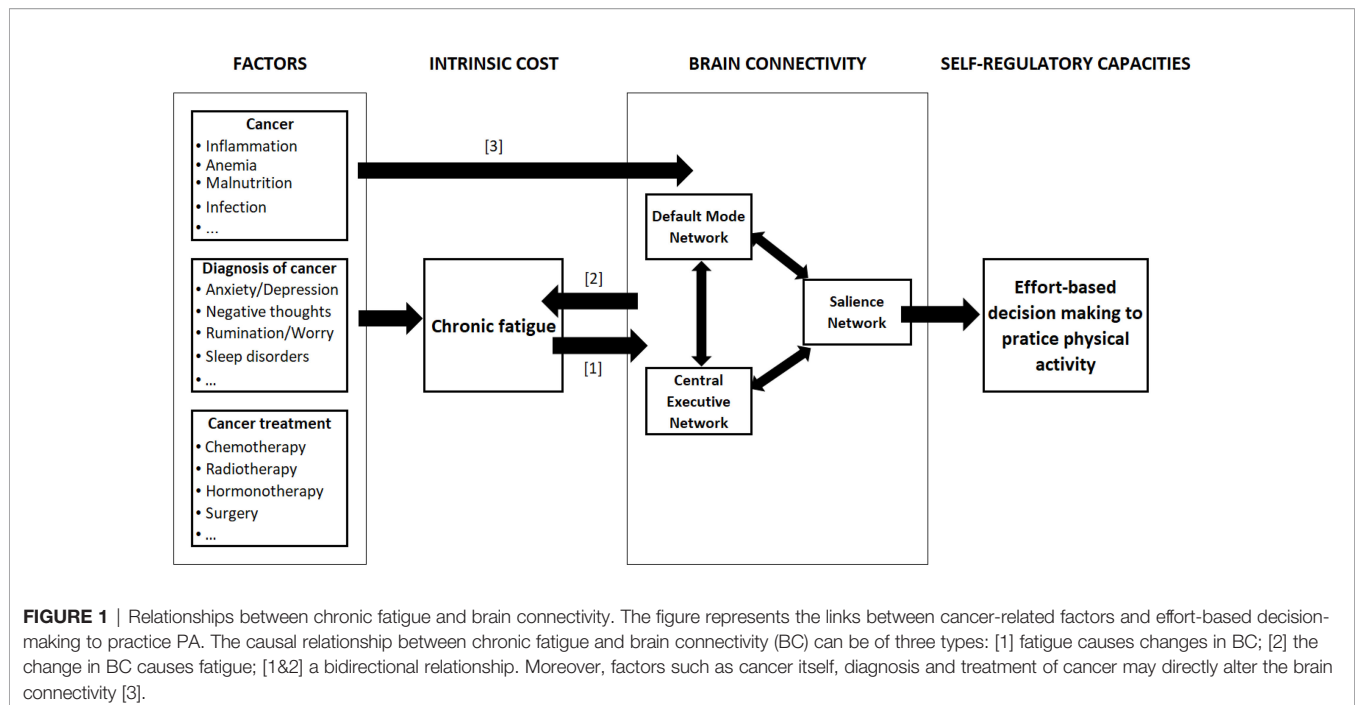 FACTORS
INTRINSIC COST
BRAIN CONNECTIVITY
SELF-REGULATORY CAPACITIES
Cancer
• Inflammation
• Anemia
• Malnutrition
• Infection
• ...
Diagnosis of cancer
• Anxiety/Depression
• Negative thoughts
• Rumination/Worry
• Sleep disorders
• ...
Cancer treatment
• Chemotherapy
• Radiotherapy
• Hormonotherapy
• Surgery
• ...
[3]
Chronic fatigue
[2]
[1]
Default Mode
Network
Salience
Network
Central
Executive
Network
Effort-based
decision making to
pratice physical
activity
FIGURE 1 | Relationships between chronic fatigue and brain connectivity. The figure represents the links between cancer-related factors and effort-based decision-
making to practice PA. The causal relationship between chronic fatigue and brain connectivity (BC) can be of three types: [1] fatigue causes changes in BC; [2] the
change in BC causes fatigue; [1&2] a bidirectional relationship. Moreover, factors such as cancer itself, diagnosis and treatment of cancer may directly alter the brain
connectivity [3].